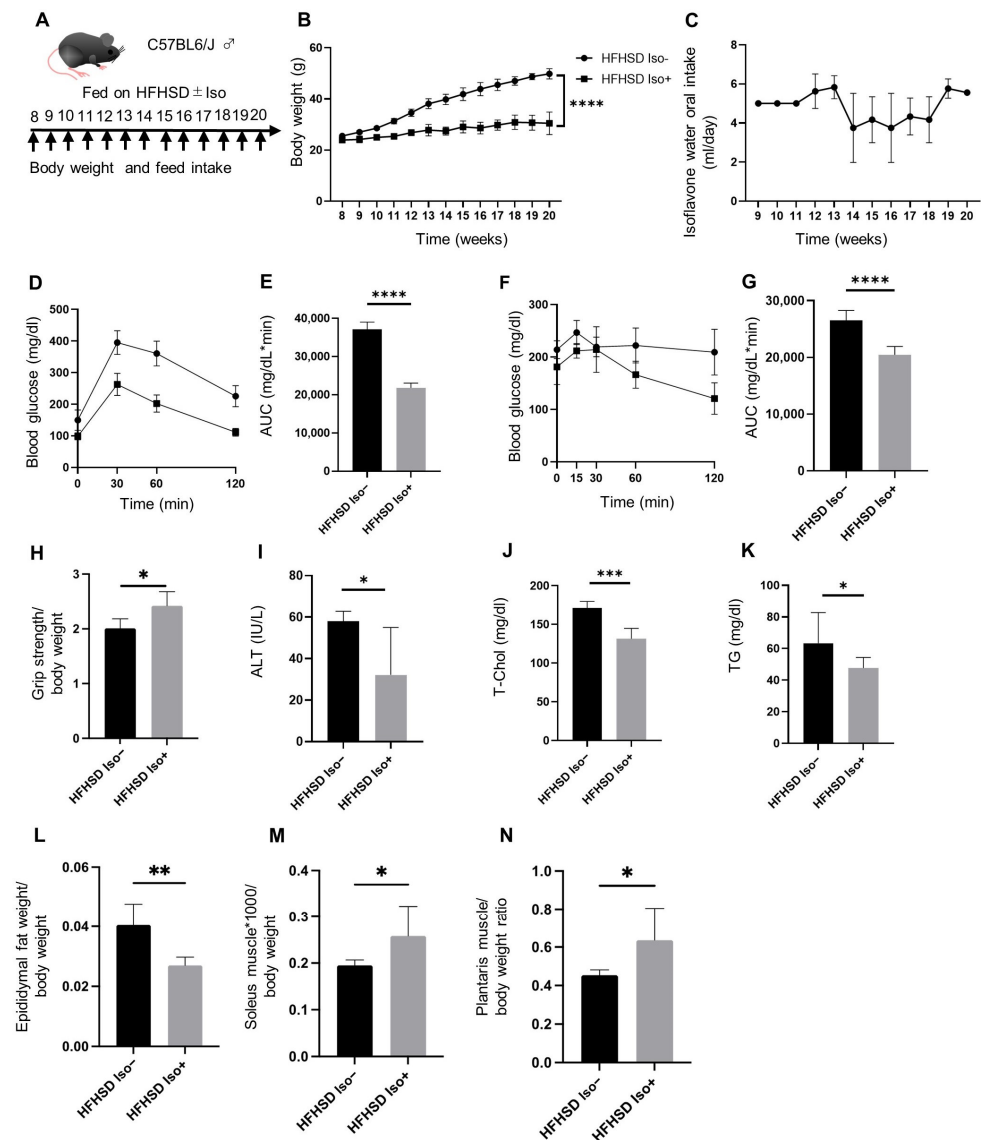 A
C57BL6/J ♂
Fed on HFHSD ± Iso
8 9 10 11 12 13 14 15 16 17 18 19 20
Body weight and feed intake
B
Body weight (g)
60
40
20
0
8 9 10 11 12 13 14 15 16 17 18 19 20
Time (weeks)
HFHSD Iso-
HFHSD Iso+
****
C
Isoflavone water oral intake
(ml/day)
8
6
4
2
0
9 10 11 12 13 14 15 16 17 18 19 20
Time (weeks)
D
Blood glucose (mg/dl)
500
400
300
200
100
0
0 30 60 120
Time (min)
E
****
AUC (mg/dL*min)
40,000
30,000
20,000
10,000
0
HFHSD Iso−
HFHSD Iso+
F
Blood glucose (mg/dl)
300
200
100
0
0 15 30 60 120
Time (min)
G
****
AUC (mg/dL*min)
30,000
20,000
10,000
0
HFHSD Iso−
HFHSD Iso+
H
*
Grip strength/
body weight
3
2
1
0
HFHSD Iso−
HFHSD Iso+
I
*
ALT (IU/L)
80
60
40
20
0
HFHSD Iso−
HFHSD Iso+
J
***
T-Chol (mg/dl)
200
150
100
50
0
HFHSD Iso−
HFHSD Iso+
K
*
TG (mg/dl)
100
80
60
40
20
0
HFHSD Iso−
HFHSD Iso+
L
**
Epididymal fat weight/
body weight
0.06
0.04
0.02
0.00
HFHSD Iso−
HFHSD Iso+
M
*
Soleus muscle*1000/
body weight
0.4
0.3
0.2
0.1
0.0
HFHSD Iso−
HFHSD Iso+
N
*
Plantaris muscle/
body weight ratio
1.0
0.8
0.6
0.4
0.2
0.0
HFHSD Iso−
HFHSD Iso+